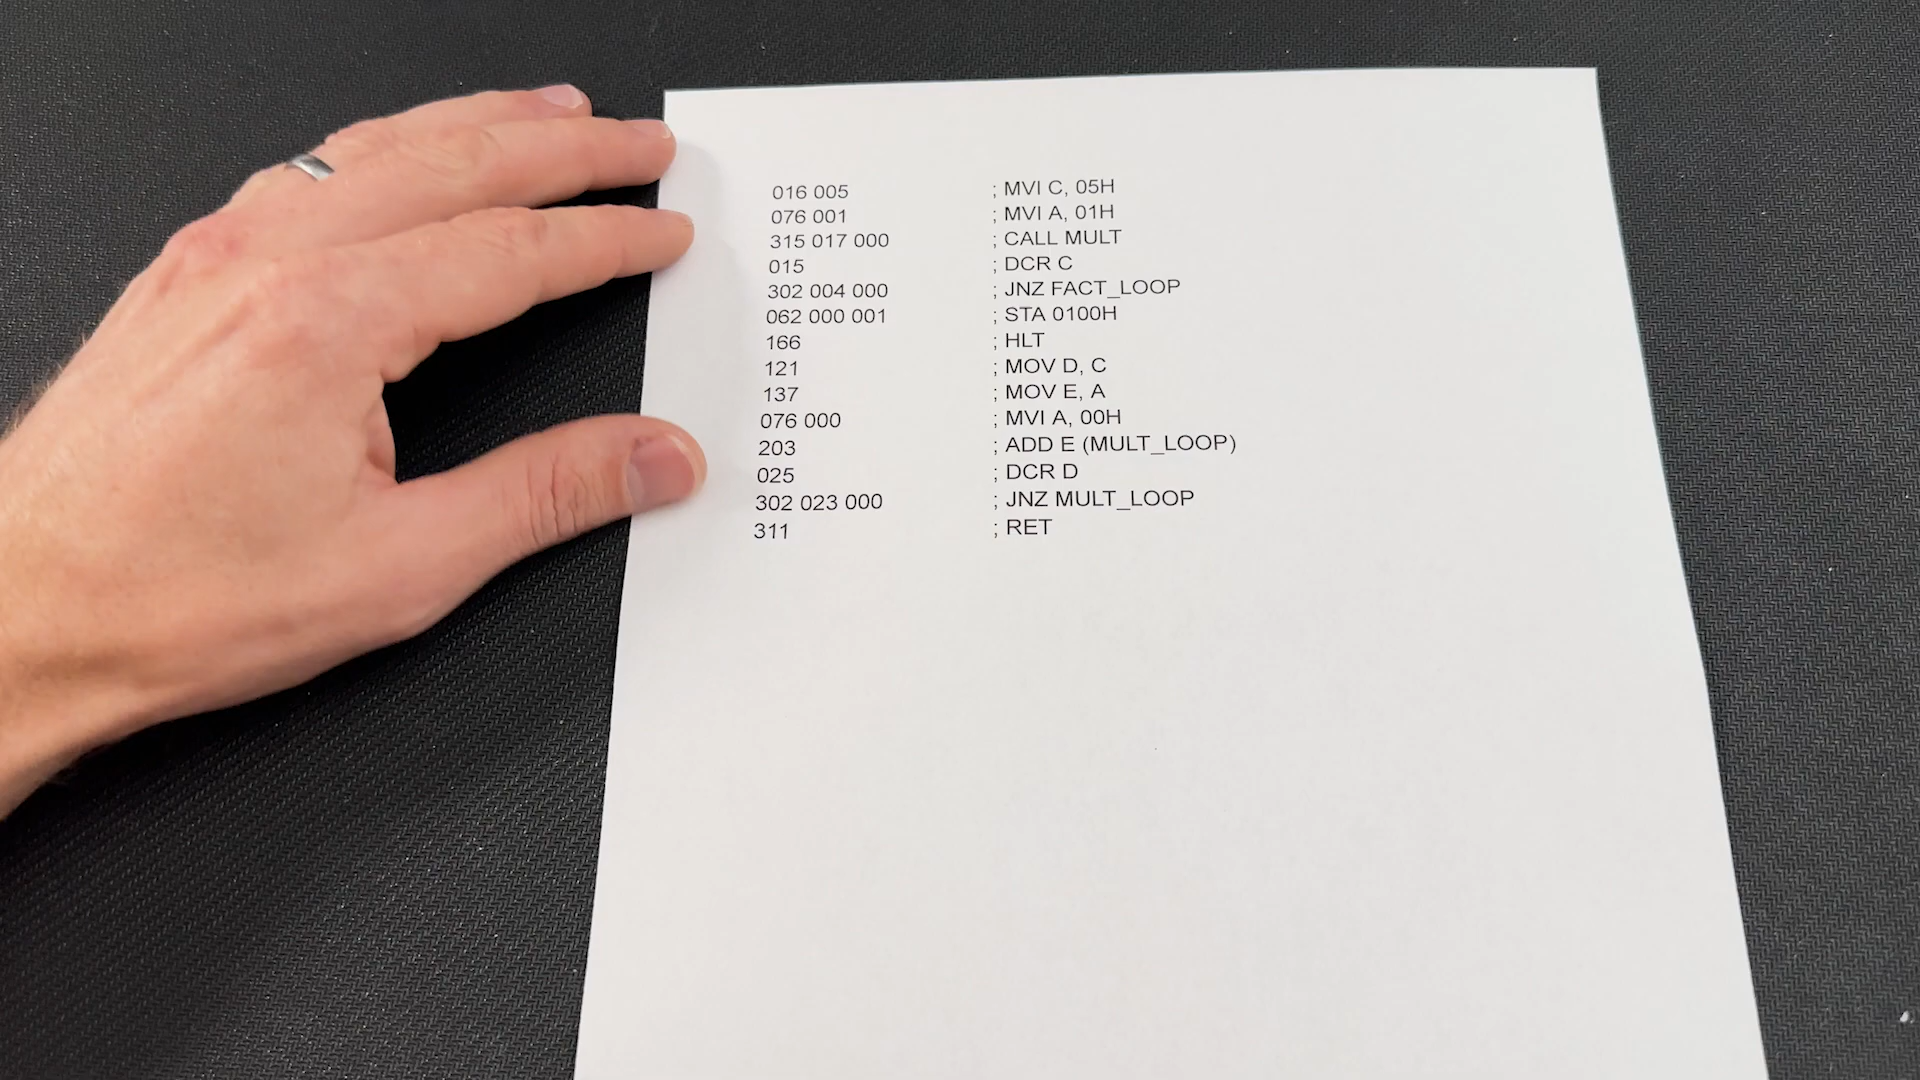 016 005 ; MVI C, 05H
076 001 ; MVI A, 01H
315 017 000 ; CALL MULT
015 ; DCR C
302 004 000 ; JNZ FACT_LOOP
062 000 001 ; STA 0100H
166 ; HLT
121 ; MOV D, C
137 ; MOV E, A
076 000 ; MVI A, 00H
203 ; ADD E (MULT_LOOP)
025 ; DCR D
302 023 000 ; JNZ MULT_LOOP
311 ; RET